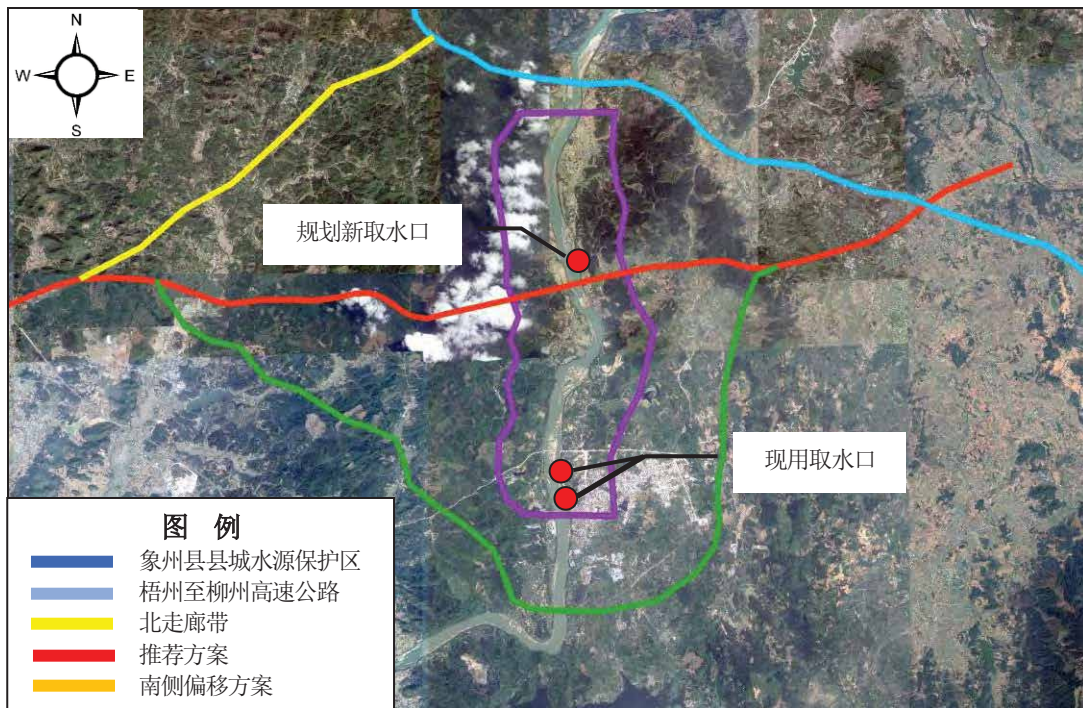 N
W E
S
规划新取水口
现用取水口
图 例
象州县县城水源保护区
梧州至柳州高速公路
北走廊带
推荐方案
南侧偏移方案